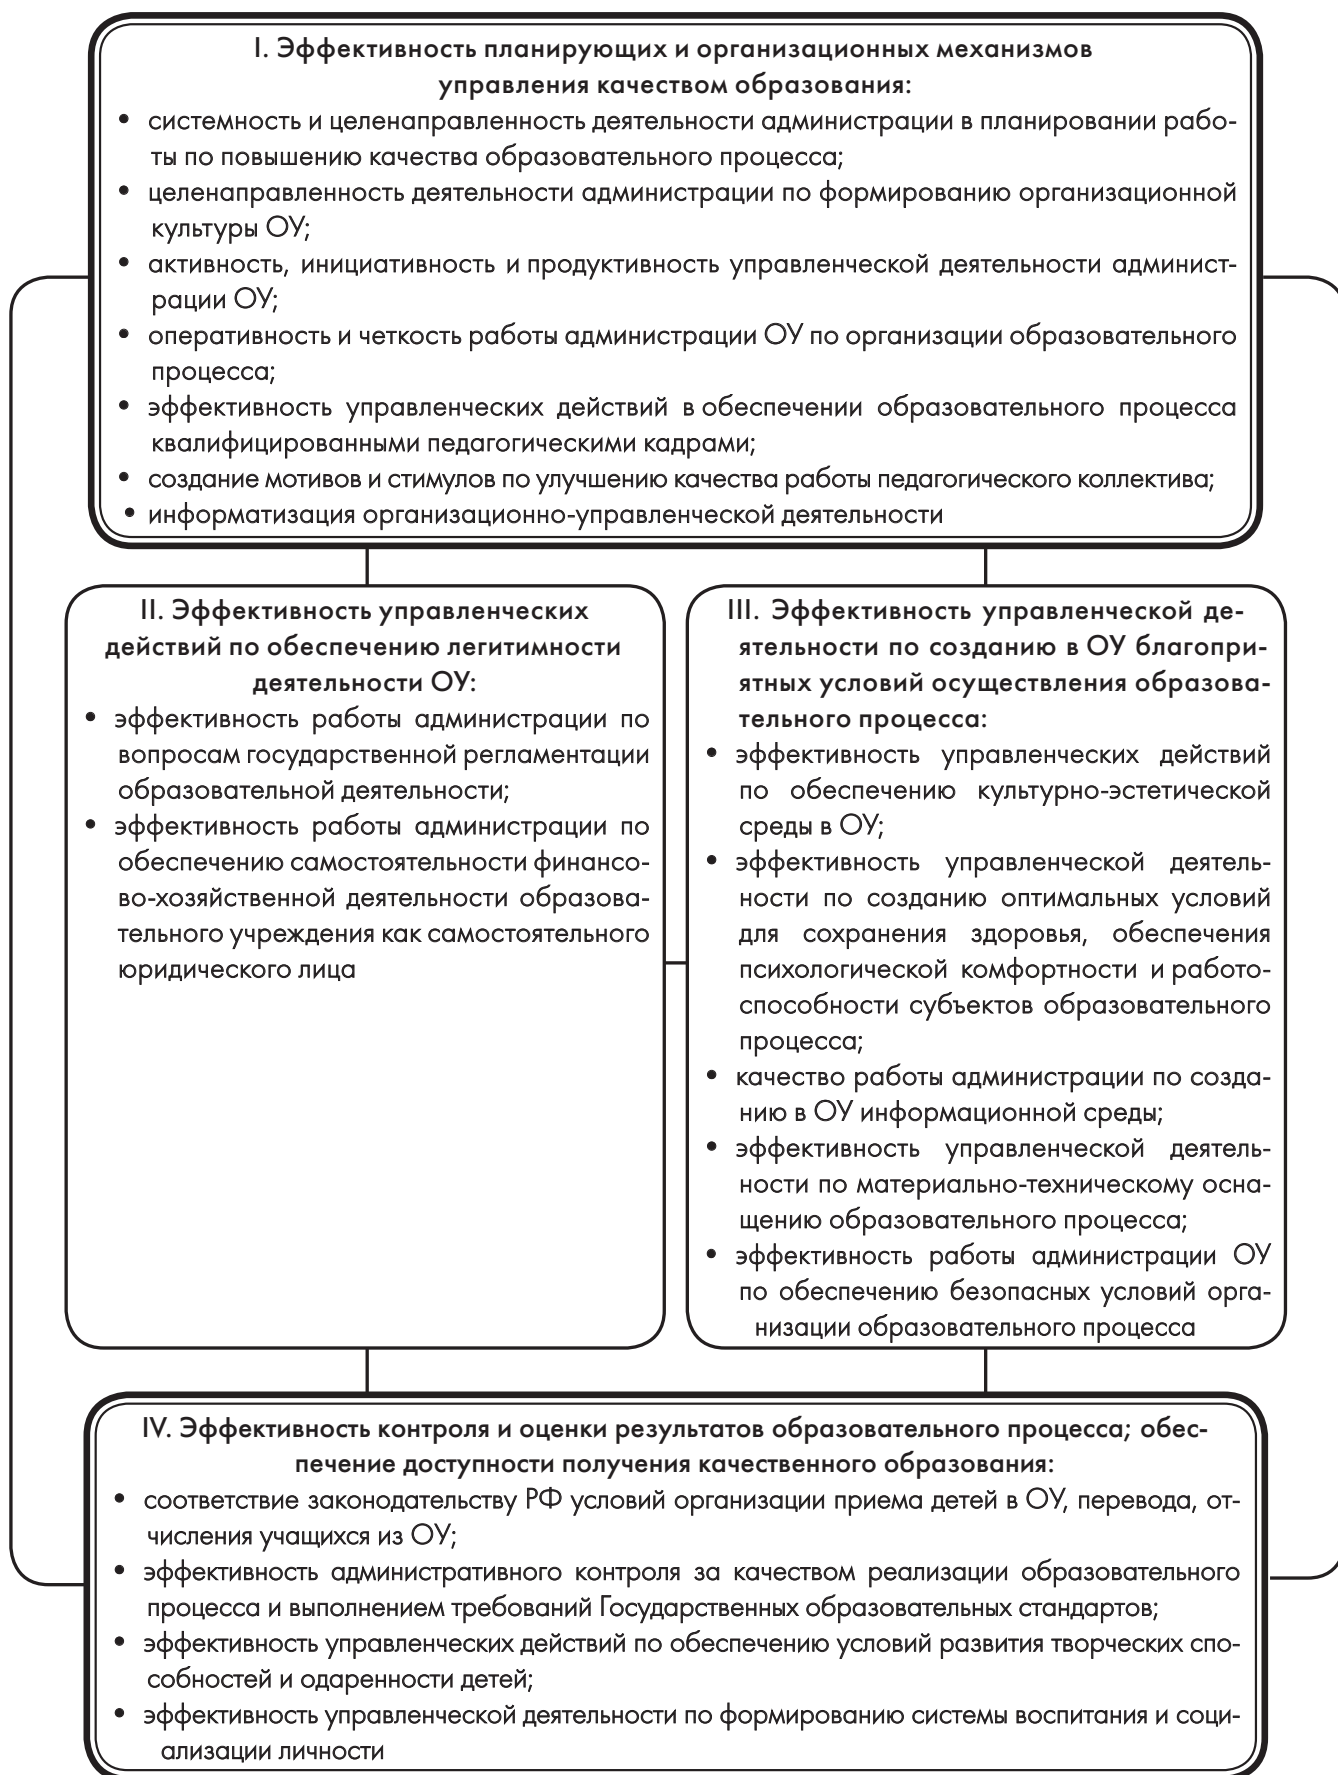 I. Эффективность планирующих и организационных механизмов
управления качеством образования:
• системность и целенаправленность деятельности администрации в планировании рабо-
ты по повышению качества образовательного процесса;
• целенаправленность деятельности администрации по формированию организационной
культуры ОУ;
• активность, инициативность и продуктивность управленческой деятельности админист-
рации ОУ;
• оперативность и четкость работы администрации ОУ по организации образовательного
процесса;
• эффективность управленческих действий в обеспечении образовательного процесса
квалифицированными педагогическими кадрами;
• создание мотивов и стимулов по улучшению качества работы педагогического коллектива;
• информатизация организационно-управленческой деятельности
II. Эффективность управленческих
действий по обеспечению легитимности
деятельности ОУ:
• эффективность работы администрации по
вопросам государственной регламентации
образовательной деятельности;
• эффективность работы администрации по
обеспечению самостоятельности финансо-
во-хозяйственной деятельности образова-
тельного учреждения как самостоятельного
юридического лица
III. Эффективность управленческой де-
ятельности по созданию в ОУ благопри-
ятных условий осуществления образова-
тельного процесса:
• эффективность управленческих действий
по обеспечению культурно-эстетической
среды в ОУ;
• эффективность управленческой деятель-
ности по созданию оптимальных условий
для сохранения здоровья, обеспечения
психологической комфортности и работо-
способности субъектов образовательного
процесса;
• качество работы администрации по созда-
нию в ОУ информационной среды;
• эффективность управленческой деятель-
ности по материально-техническому осна-
щению образовательного процесса;
• эффективность работы администрации ОУ
по обеспечению безопасных условий орга-
низации образовательного процесса
IV. Эффективность контроля и оценки результатов образовательного процесса; обес-
печение доступности получения качественного образования:
• соответствие законодательству РФ условий организации приема детей в ОУ, перевода, от-
числения учащихся из ОУ;
• эффективность административного контроля за качеством реализации образовательного
процесса и выполнением требований Государственных образовательных стандартов;
• эффективность управленческих действий по обеспечению условий развития творческих спо-
собностей и одаренности детей;
• эффективность управленческой деятельности по формированию системы воспитания и соци-
ализации личности